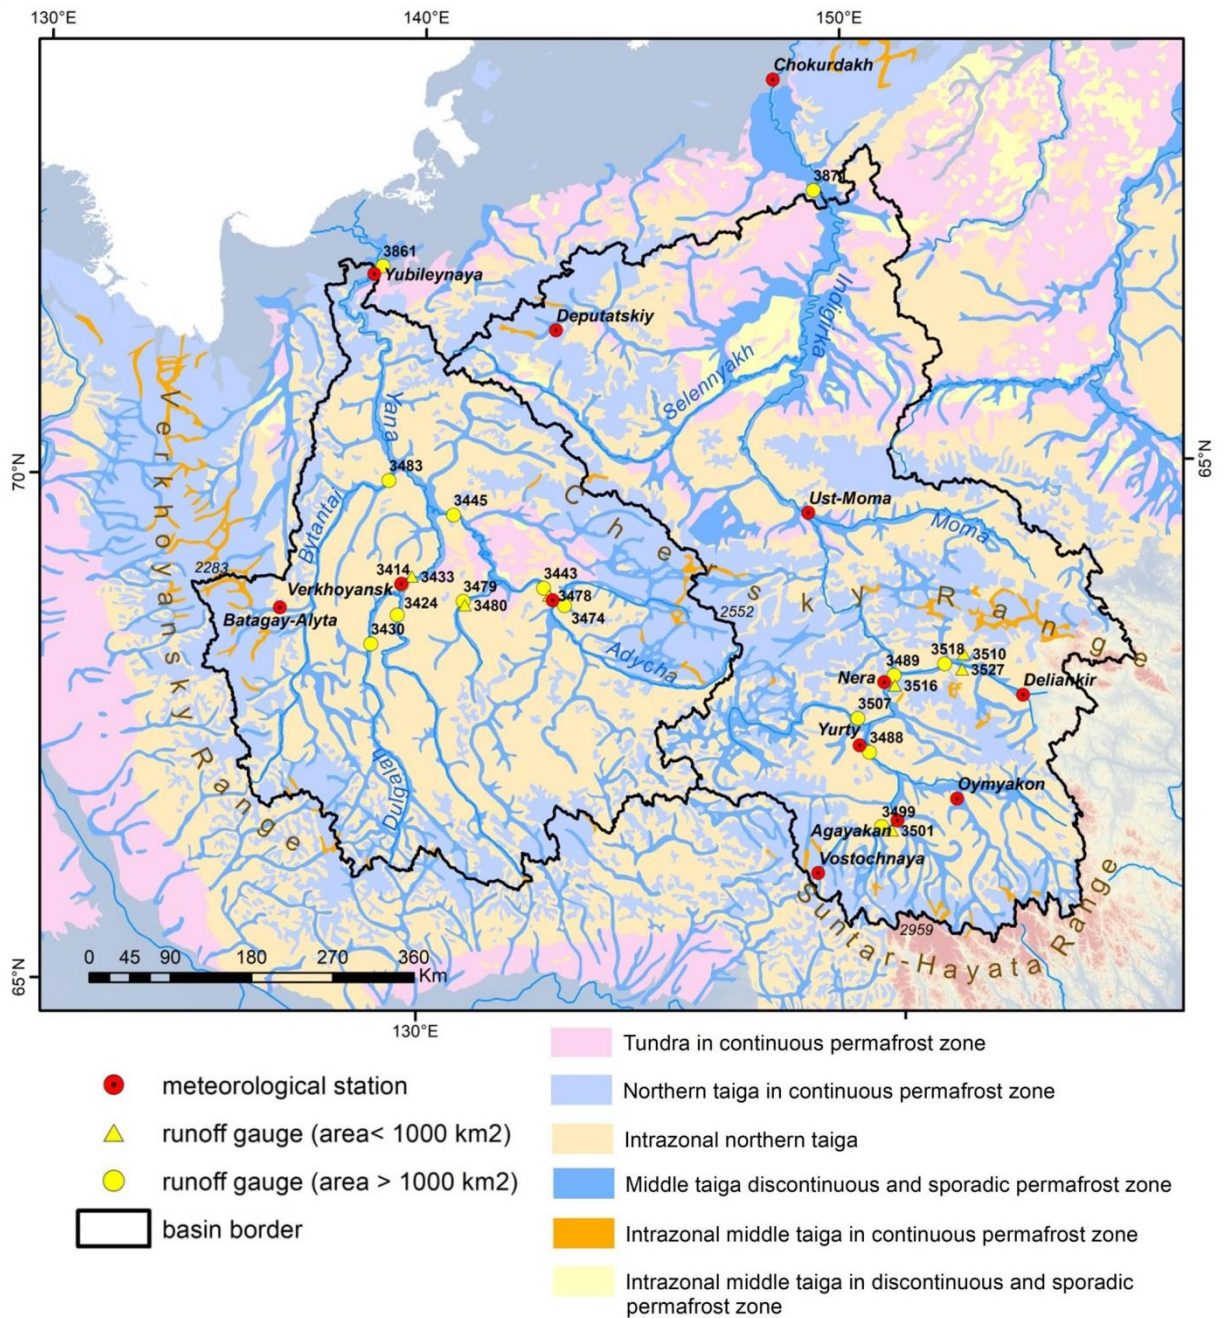 130°E 140°E 150°E
Chokurdakh
387
3861
Yubileynaya
Deputatskiy
Indigirka
Selennyakh
Yana
Verkhoyansky Range
70°N
65°N
3483
Bytantai
3445
Chersky Range
Ust-Moma
Moma
2283
3414
3433
Verkhoyansk
3479
3443
3478
3480
3474
3424
Batagay-Alyta
3430
2552
Adycha
3518
3510
3527
3489
Nera
3516
Deliankir
3507
Yurty
3488
Dulgalah
Oymyakon
3499
Agayakan
3501
Vostochnaya
2959
Suntar-Hayata Range
65°N
0 45 90 180 270 360
Km
130°E
meteorological station
runoff gauge (area< 1000 km2)
runoff gauge (area > 1000 km2)
basin border
Tundra in continuous permafrost zone
Northern taiga in continuous permafrost zone
Intrazonal northern taiga
Middle taiga discontinuous and sporadic permafrost zone
Intrazonal middle taiga in continuous permafrost zone
Intrazonal middle taiga in discontinuous and sporadic
permafrost zone